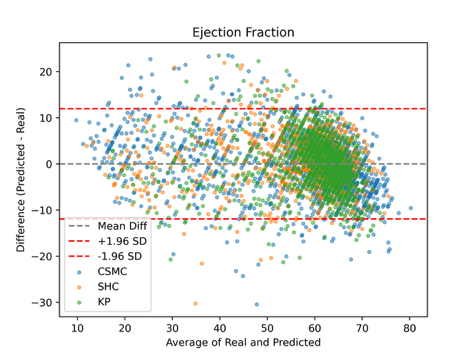 Ejection Fraction
Difference (Predicted - Real)
20
10
0
−10
−20
−30
Mean Diff
+1.96 SD
-1.96 SD
CSMC
SHC
KP
10 20 30 40 50 60 70 80
Average of Real and Predicted